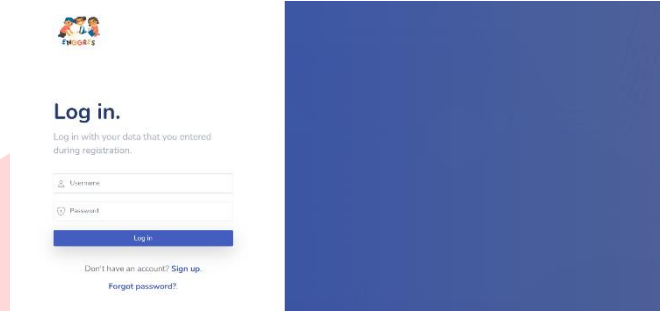 ENGGRES
Log in.
Log in with your data that you entered
during registration.
Username
Password
Log in
Don't have an account? Sign up.
Forgot password?